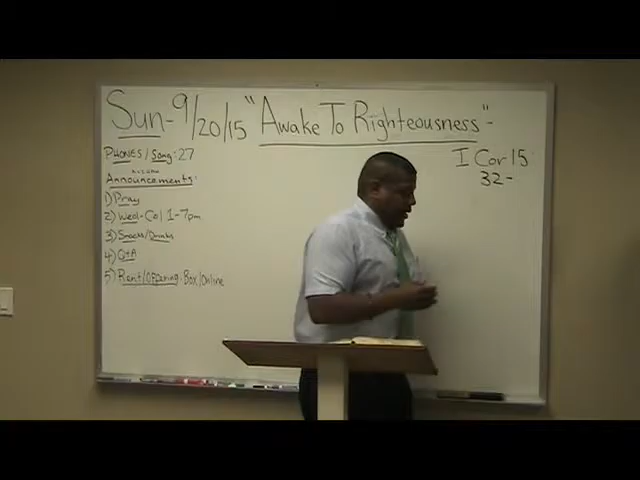 Sun-9/20/15 "Awake To Righteousness"-
PHONES/Song: 27
Announcements:
1) Pray
2) Wed-Col 1-7pm
3) Snacks/Drinks
4) Q+A
5) Rent/Offering: Box/Online
I Cor 15:
32-